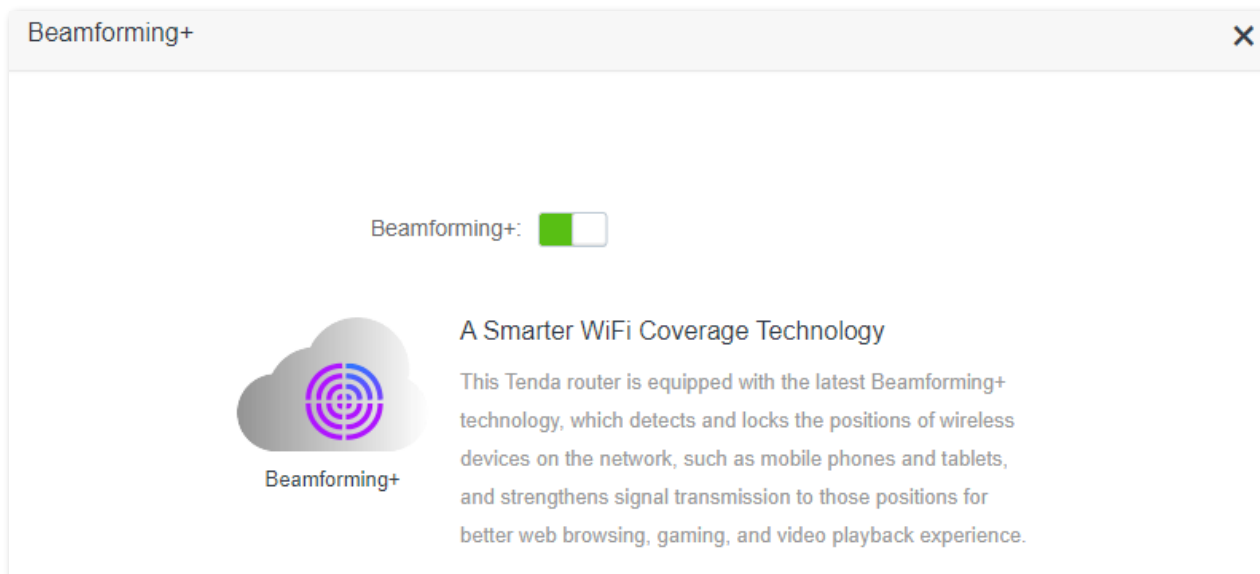 Beamforming+
Beamforming+:
A Smarter WiFi Coverage Technology
This Tenda router is equipped with the latest Beamforming+
technology, which detects and locks the positions of wireless
devices on the network, such as mobile phones and tablets,
and strengthens signal transmission to those positions for
better web browsing, gaming, and video playback experience.
Beamforming+